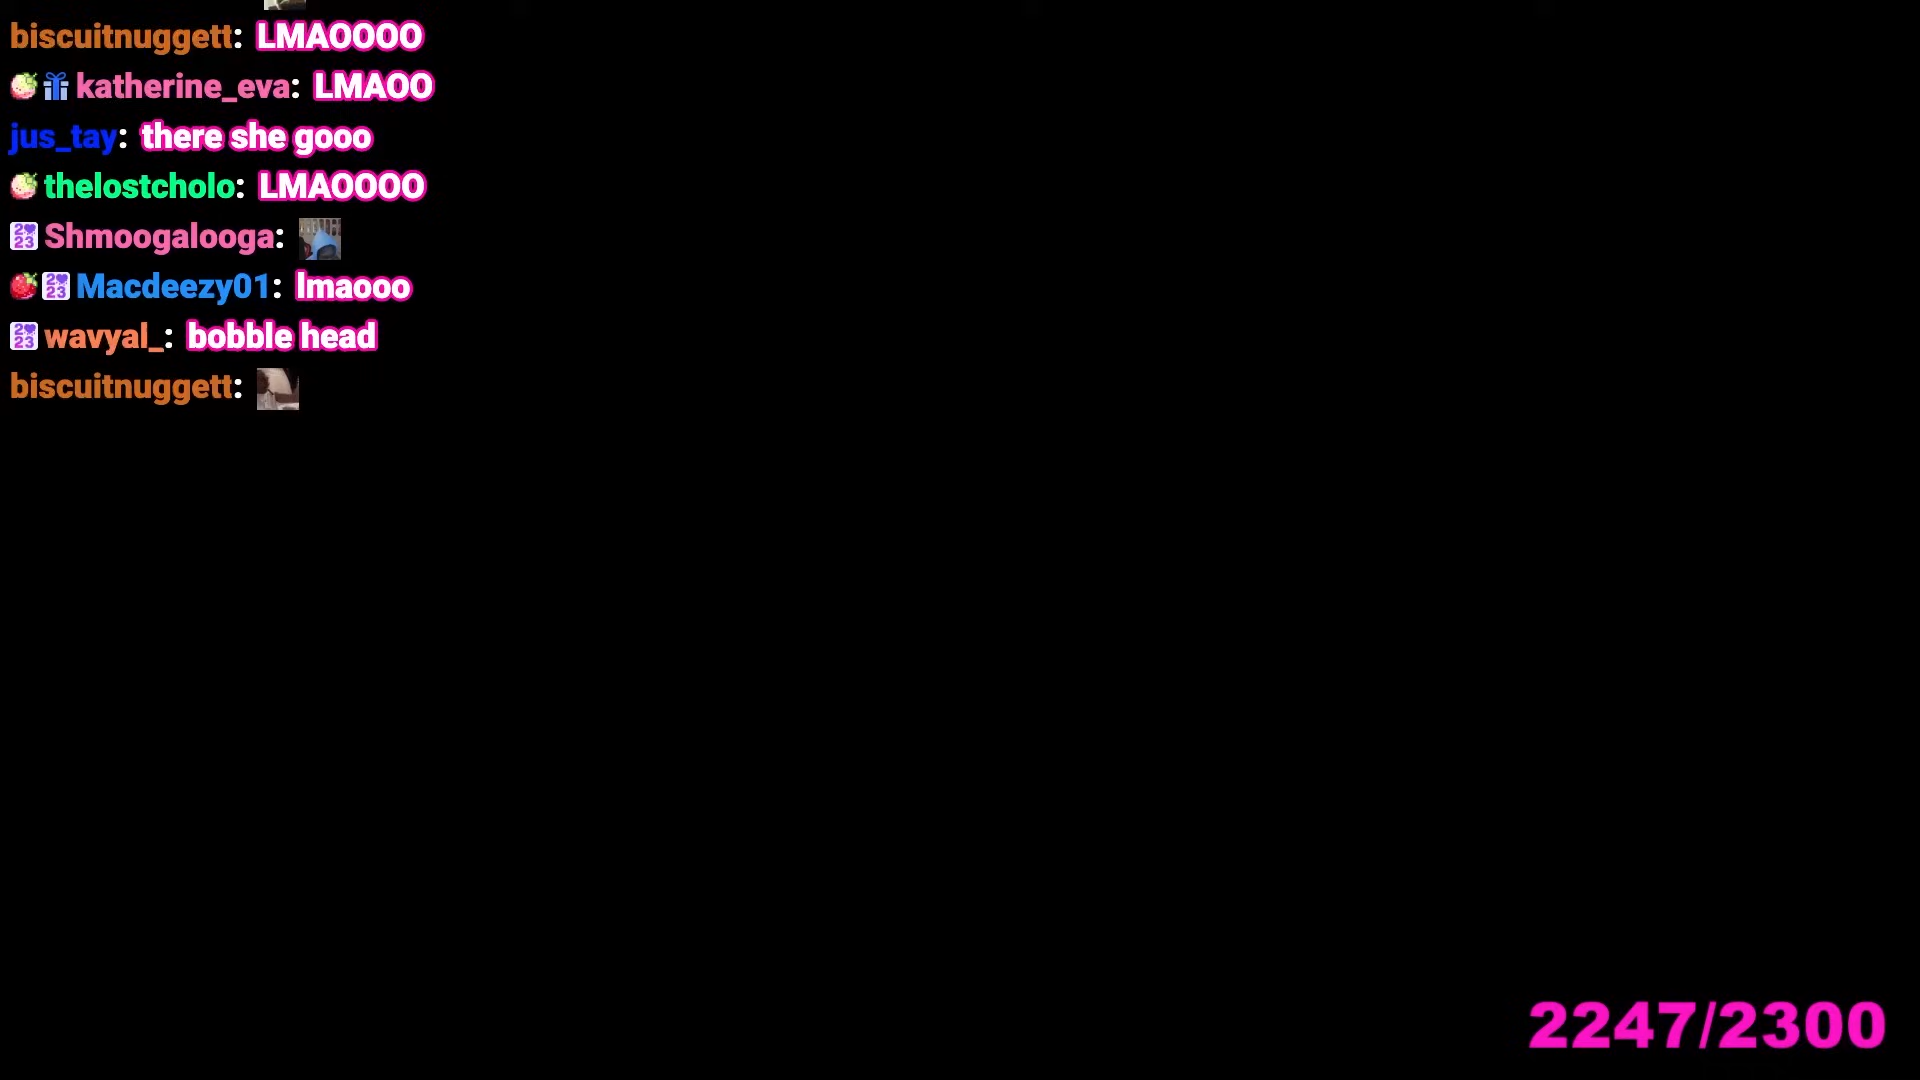 biscuitnuggett: LMAOOOO
katherine_eva: LMAOO
jus_tay: there she gooo
thelostcholo: LMAOOOO
Shmoogalooga:
Macdeezy01: lmaooo
wavyal_: bobble head
biscuitnuggett:
2247/2300